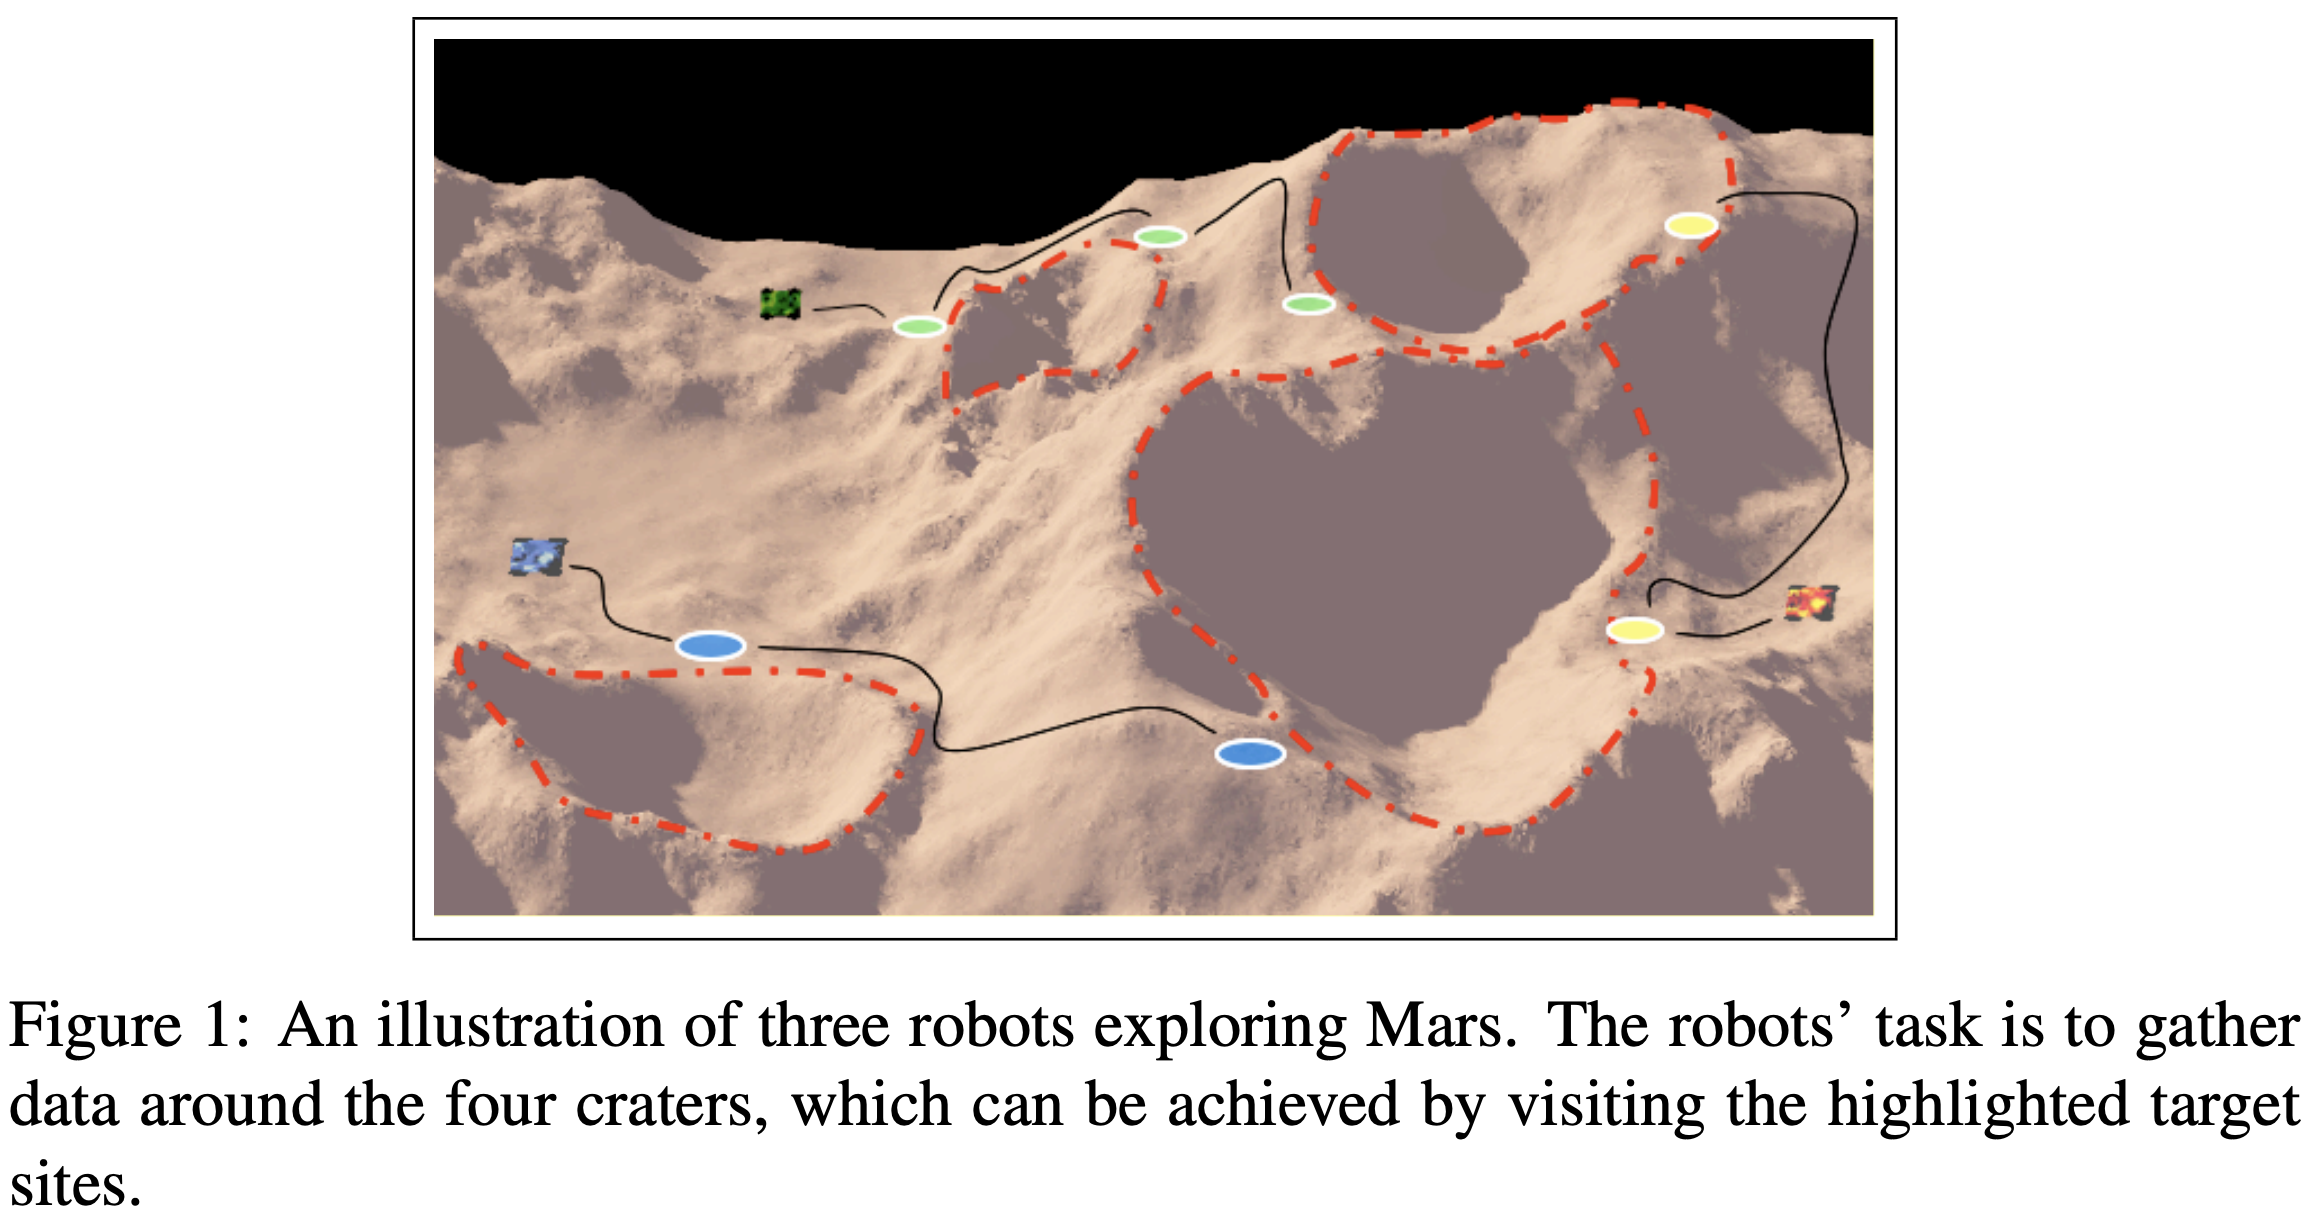 Figure 1: An illustration of three robots exploring Mars. The robots’ task is to gather
data around the four craters, which can be achieved by visiting the highlighted target
sites.